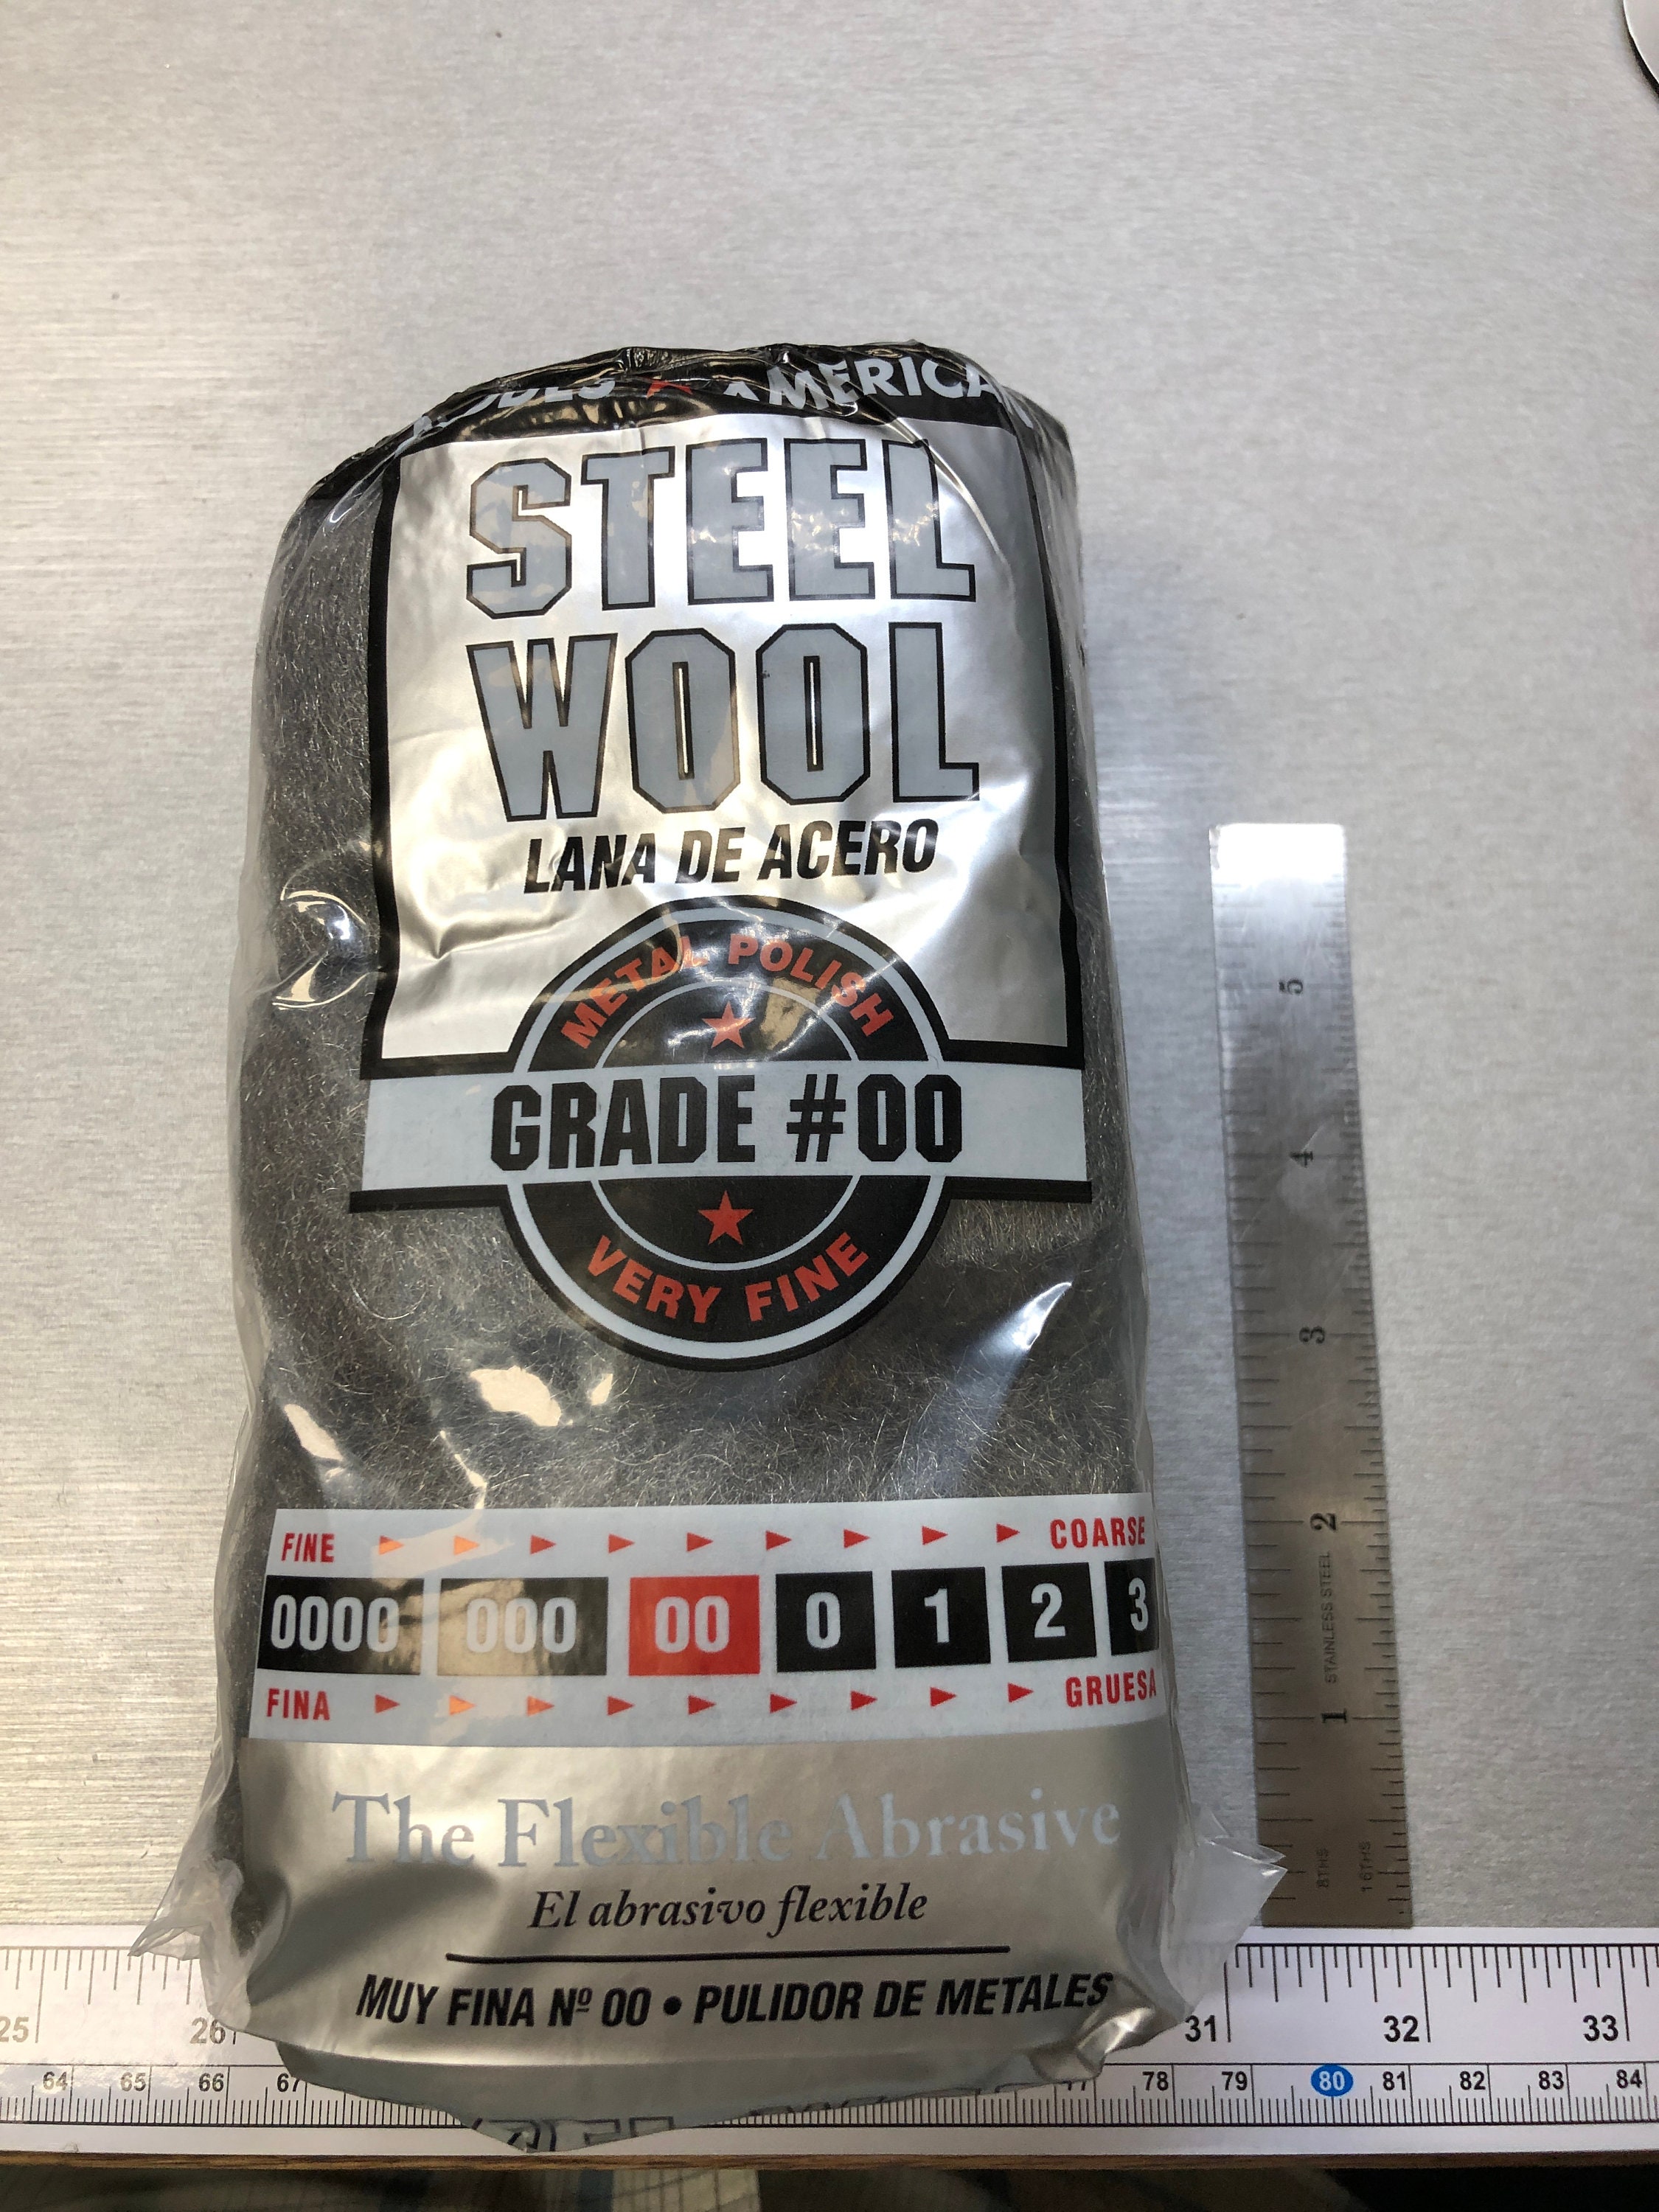 AMERICA
STEEL
WOOL
LANA DE ACERO
METAL POLISH
GRADE #00
VERY FINE
FINE COARSE
0000 000 00 0 1 2 3
FINA GRUESA
The Flexible Abrasive
El abrasivo flexible
MUY FINA Nº 00 • PULIDOR DE METALES
5
4
3
2
1
STAINLESS STEEL
8THS
16THS
25 26 31 32 33
64 65 66 67 77 78 79 80 81 82 83 84